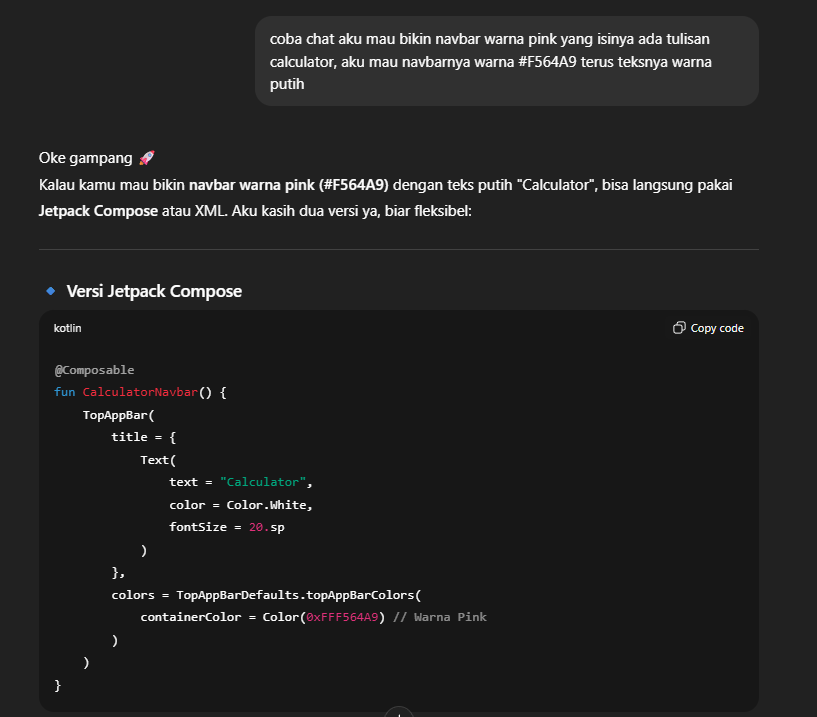 coba chat aku mau bikin navbar warna pink yang isinya ada tulisan
calculator, aku mau navbarnya warna #F564A9 terus teksnya warna
putih
Oke gampang 🚀
Kalau kamu mau bikin navbar warna pink (#F564A9) dengan teks putih "Calculator", bisa langsung pakai
Jetpack Compose atau XML. Aku kasih dua versi ya, biar fleksibel:
🔹 Versi Jetpack Compose
kotlin
Copy code
@Composable
fun CalculatorNavbar() {
    TopAppBar(
        title = {
            Text(
                text = "Calculator",
                color = Color.White,
                fontSize = 20.sp
            )
        },
        colors = TopAppBarDefaults.topAppBarColors(
            containerColor = Color(0xFFF564A9) // Warna Pink
        )
    )
}